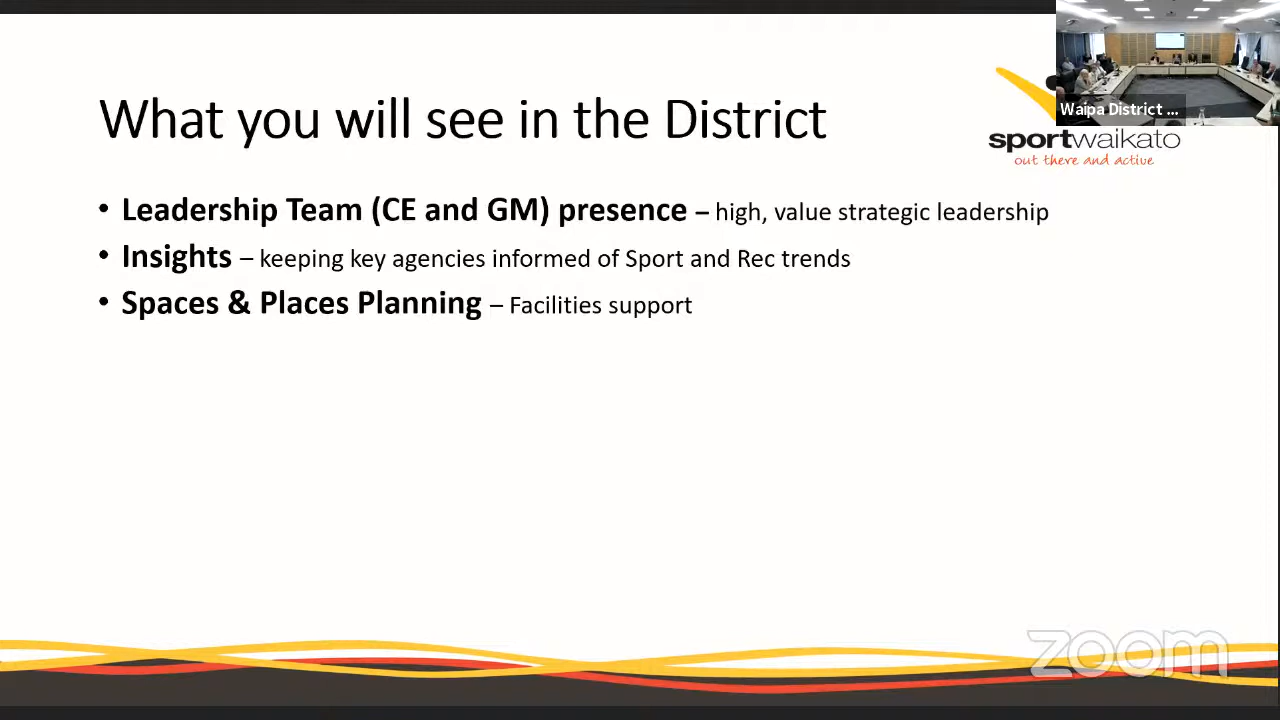 What you will see in the District
Waipa District ...
sportwaikato
out there and active
• Leadership Team (CE and GM) presence – high, value strategic leadership
• Insights – keeping key agencies informed of Sport and Rec trends
• Spaces & Places Planning – Facilities support
zoom